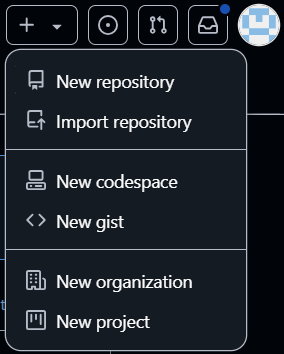 New repository
Import repository
New codespace
New gist
New organization
New project